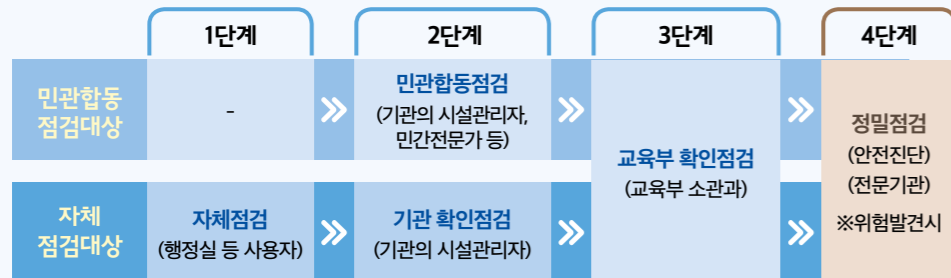 1단계
2단계
3단계
4단계
민관합동
점검대상
-
민관합동점검
(기관의 시설관리자,
민간전문가 등)
자체
점검대상
자체점검
(행정실 등 사용자)
기관 확인점검
(기관의 시설관리자)
교육부 확인점검
(교육부 소관과)
정밀점검
(안전진단)
(전문기관)
※위험발견시